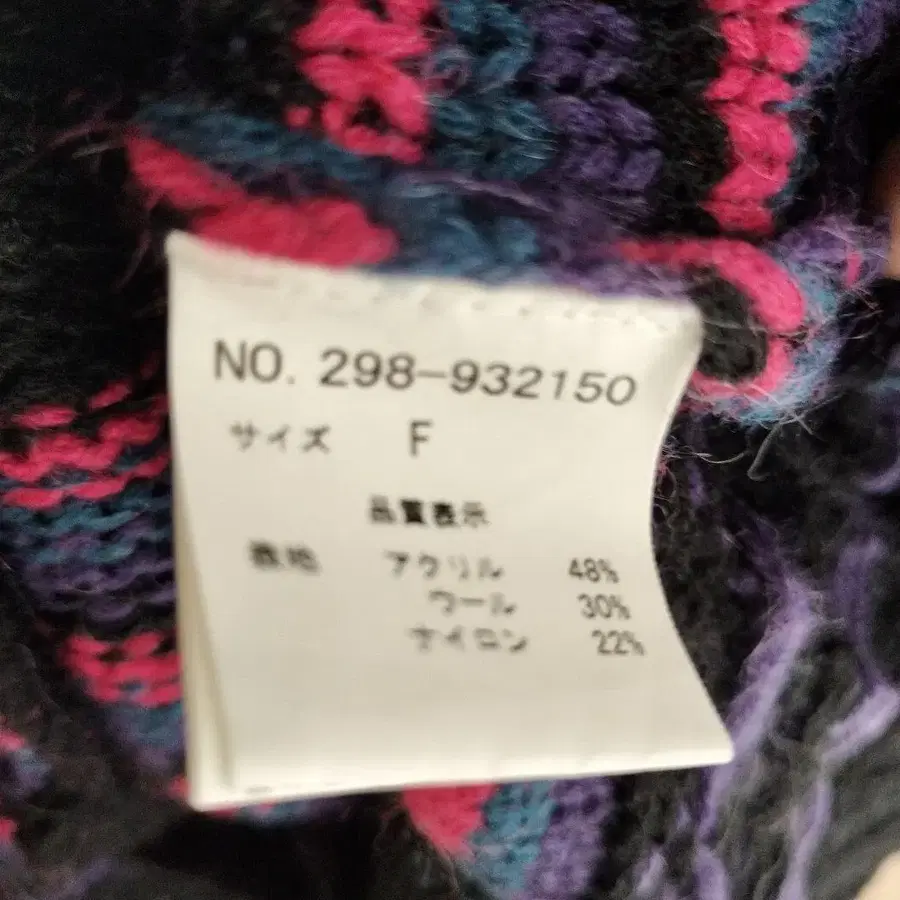 NO. 298-932150
サイズ F
品質表示
表地 アクリル 48%
ウール 30%
ナイロン 22%